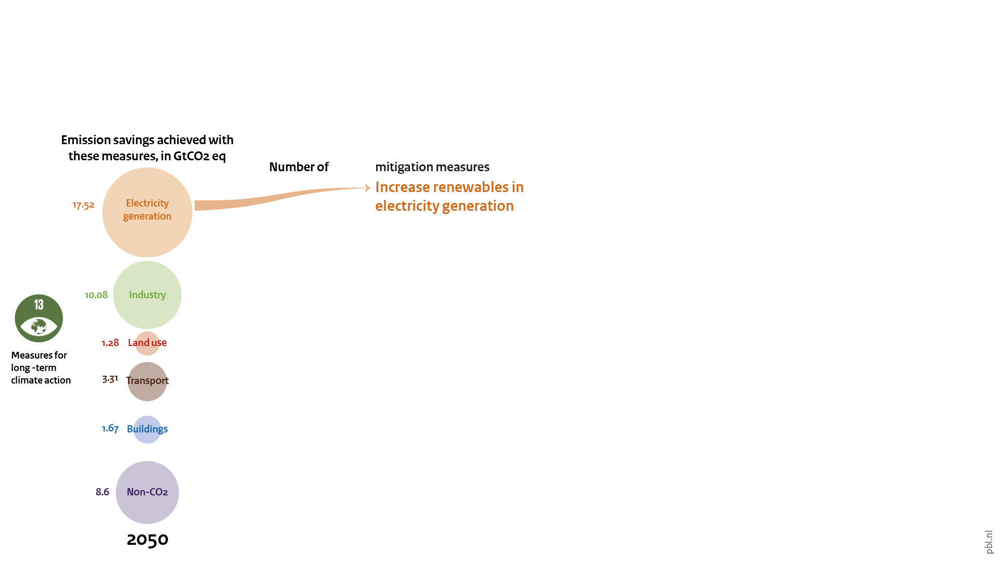 Emission savings achieved with
these measures, in GtCO2 eq
Number of
mitigation measures
Increase renewables in
electricity generation
17.52
Electricity
generation
10.08
Industry
13
Measures for
long -term
climate action
1.28
Land use
3.31
Transport
1.67
Buildings
8.6
Non-CO2
2050
pbl.nl